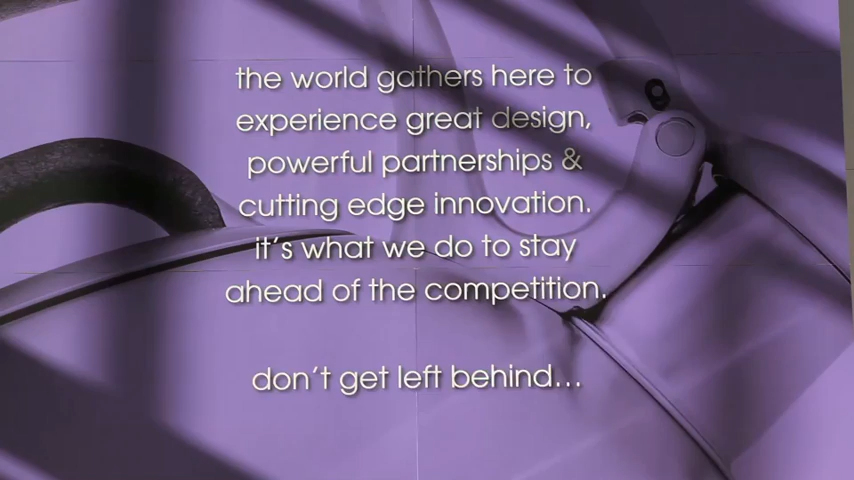 the world gathers here to
experience great design,
powerful partnerships &
cutting edge innovation.
it's what we do to stay
ahead of the competition.
don't get left behind...